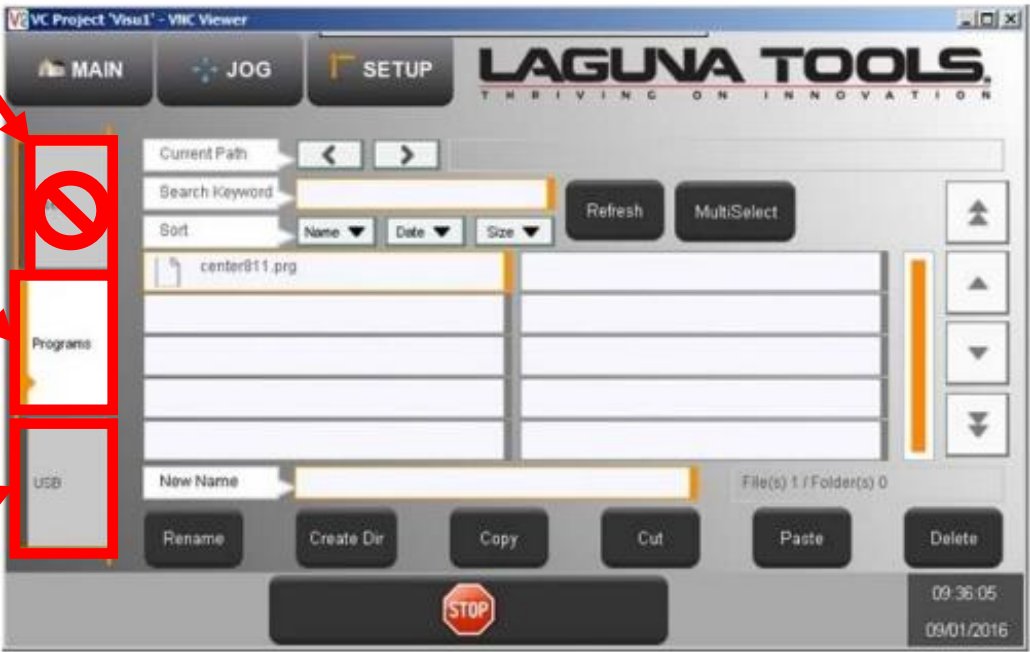 VC Project 'Visu1' - VNC Viewer
MAIN
JOG
SETUP
LAGUNA TOOLS.
THRIVING ON INNOVATION
Current Path
Search Keyword
Refresh
MultiSelect
Sort
Name
Date
Size
center811.prg
Programs
USB
New Name
File(s) 1 / Folder(s) 0
Rename
Create Dir
Copy
Cut
Paste
Delete
STOP
09:36:05
09/01/2016